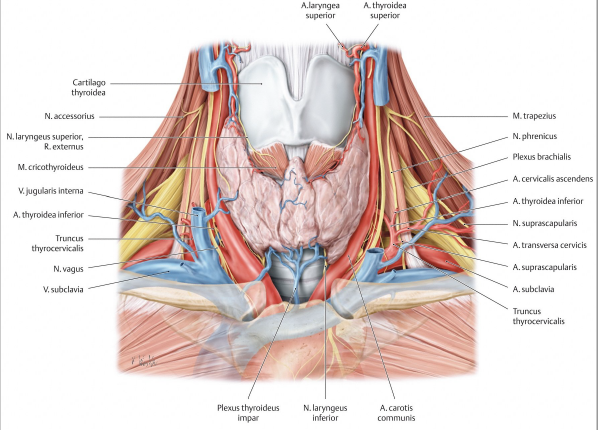 A.laryngea
superior
A. thyroidea
superior
Cartilago
thyroidea
N. accessorius
N. laryngeus superior,
R. externus
M. cricothyroideus
V. jugularis interna
A. thyroidea inferior
Truncus
thyrocervicalis
N. vagus
V. subclavia
M. trapezius
N. phrenicus
Plexus brachialis
A. cervicalis ascendens
A. thyroidea inferior
N. suprascapularis
A. transversa cervicis
A. suprascapularis
A. subclavia
Truncus
thyrocervicalis
Plexus thyroideus
impar
N. laryngeus
inferior
A. carotis
communis